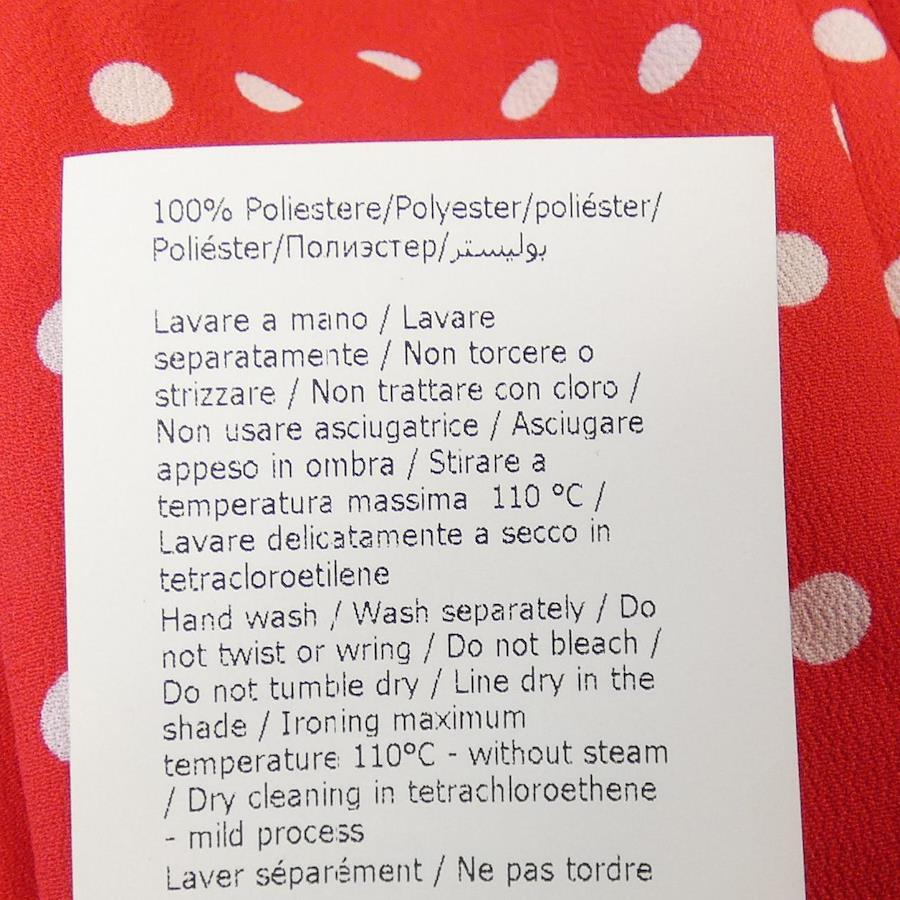 100% Poliestere/Polyester/poliéster/
Poliéster/Полиэстер/بوليستر
Lavare a mano / Lavare
separatamente / Non torcere o
strizzare / Non trattare con cloro /
Non usare asciugatrice / Asciugare
appeso in ombra / Stirare a
temperatura massima 110 °C /
Lavare delicatamente a secco in
tetracloroetilene
Hand wash / Wash separately / Do
not twist or wring / Do not bleach /
Do not tumble dry / Line dry in the
shade / Ironing maximum
temperature 110°C - without steam
/ Dry cleaning in tetrachloroethene
- mild process
Laver séparément / Ne pas tordre